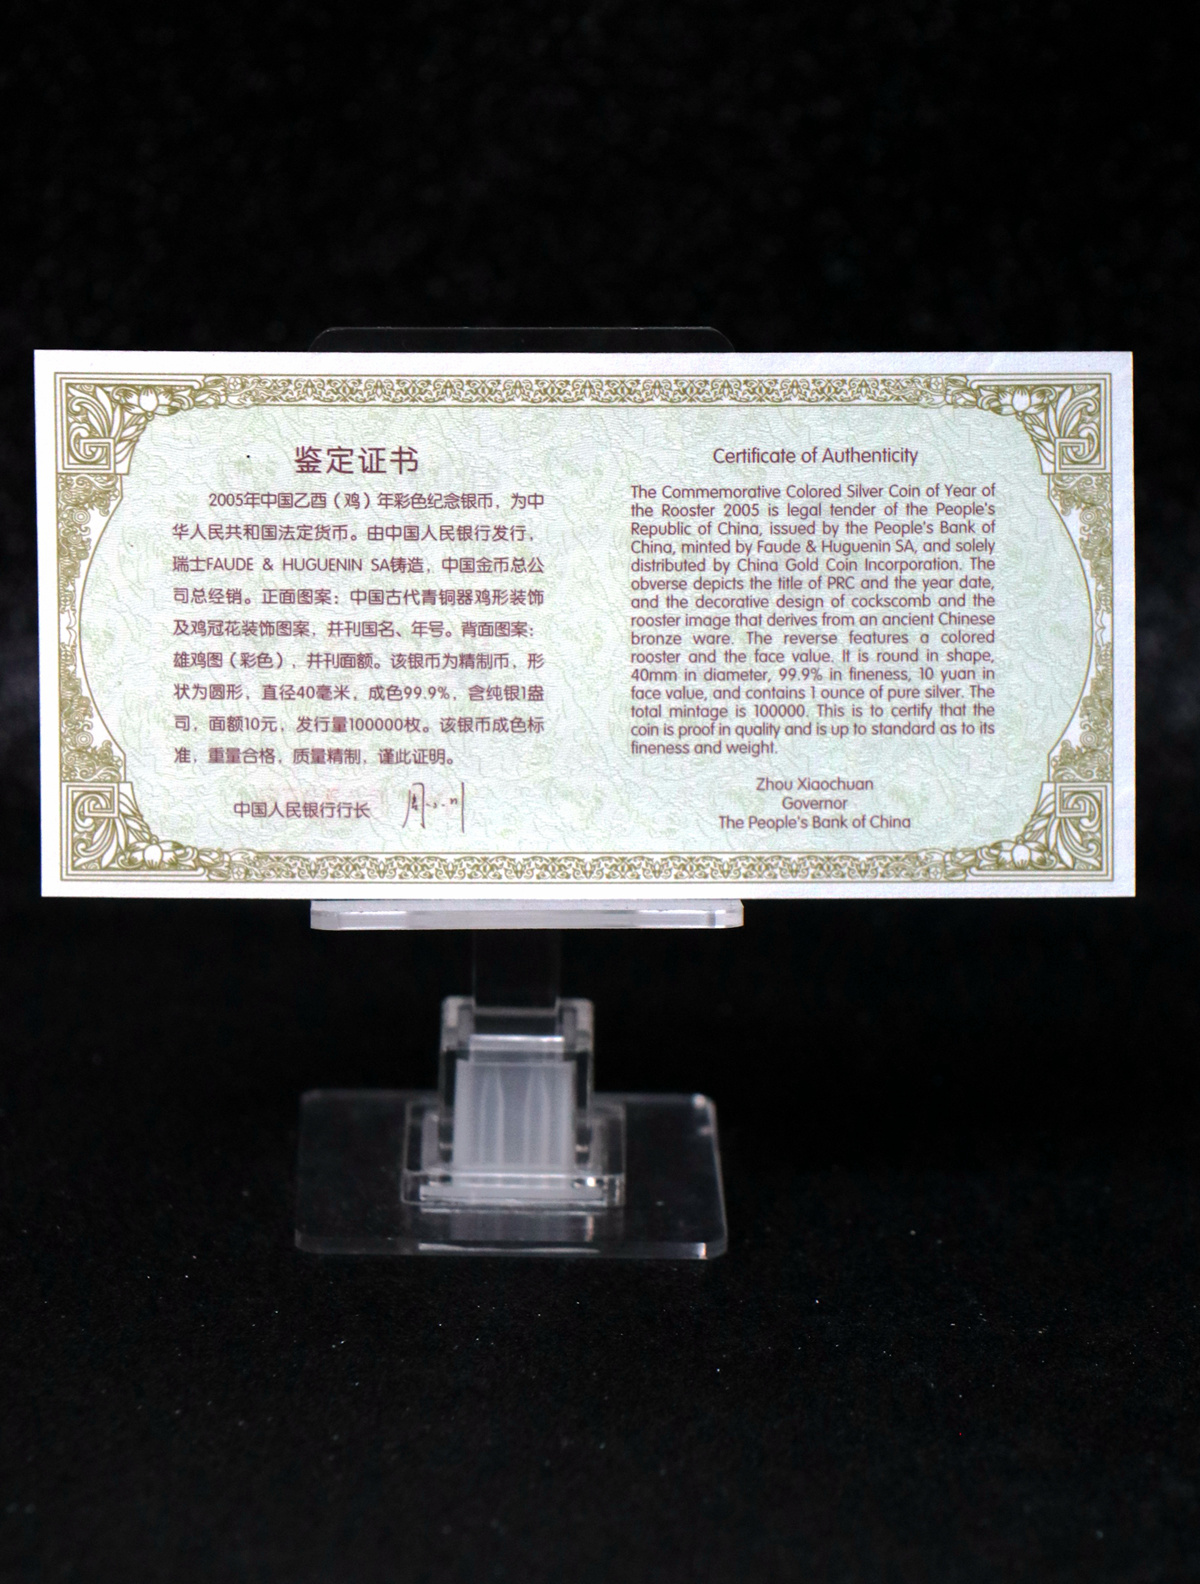 鉴定证书
2005年中国乙酉（鸡）年彩色纪念银币，为中
华人民共和国法定货币。由中国人民银行发行，
瑞士FAUDE & HUGUENIN SA铸造，中国金币总公
司总经销。正面图案：中国古代青铜器鸡形装饰
及鸡冠花装饰图案，并刊国名、年号。背面图案：
雄鸡图（彩色），并刊面额。该银币为精制币，形
状为圆形，直径40毫米，成色99.9%，含纯银1盎
司，面额10元，发行量100000枚。该银币成色标
准，重量合格，质量精制，谨此证明。
中国人民银行行长
Certificate of Authenticity
The Commemorative Colored Silver Coin of Year of
the Rooster 2005 is legal tender of the People's
Republic of China, issued by the People's Bank of
China, minted by Faude & Huguenin SA, and solely
distributed by China Gold Coin Incorporation. The
obverse depicts the title of PRC and the year date,
and the decorative design of cockscomb and the
rooster image that derives from an ancient Chinese
bronze ware. The reverse features a colored
rooster and the face value. It is round in shape,
40mm in diameter, 99.9% in fineness, 10 yuan in
face value, and contains 1 ounce of pure silver. The
total mintage is 100000. This is to certify that the
coin is proof in quality and is up to standard as to its
fineness and weight.
Zhou Xiaochuan
Governor
The People's Bank of China